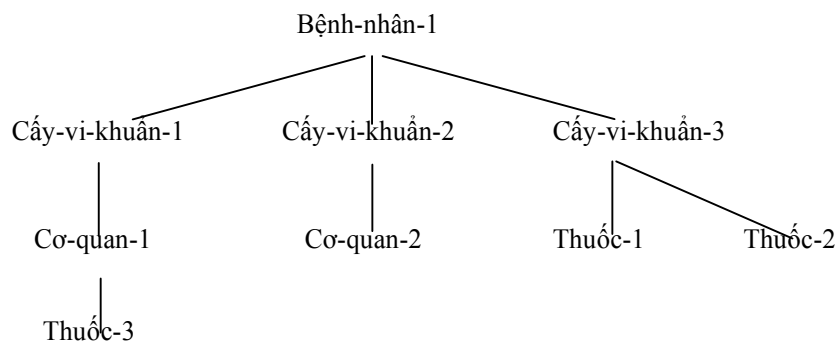 Bệnh-nhân-1
Cấy-vi-khuẩn-1 Cấy-vi-khuẩn-2 Cấy-vi-khuẩn-3
Cơ-quan-1 Cơ-quan-2 Thuốc-1 Thuốc-2
Thuốc-3